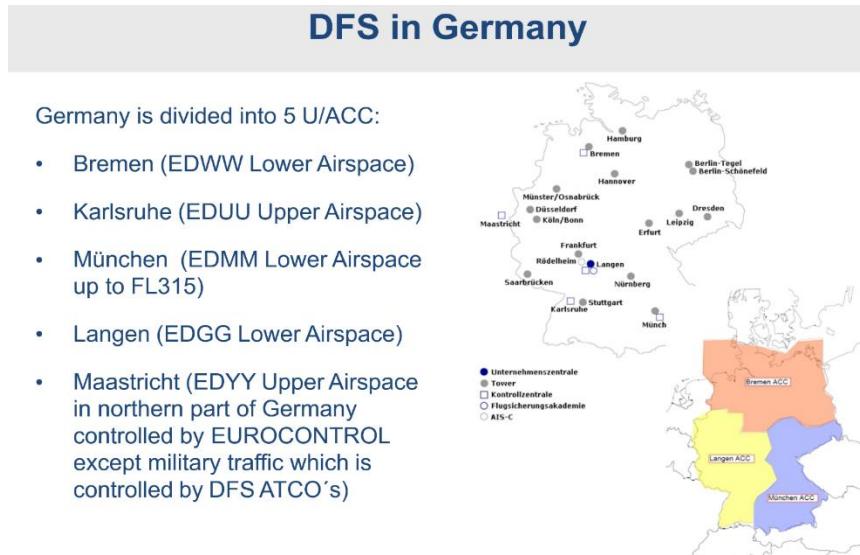 DFS in Germany
Germany is divided into 5 U/ACC:
• Bremen (EDWW Lower Airspace)
• Karlsruhe (EDUU Upper Airspace)
• München (EDMM Lower Airspace
up to FL315)
• Langen (EDGG Lower Airspace)
• Maastricht (EDYY Upper Airspace
in northern part of Germany
controlled by EUROCONTROL
except military traffic which is
controlled by DFS ATCO´s)
Hamburg
Bremen
Berlin-Tegel
Berlin-Schönefeld
Hannover
Münster/Osnabrück
Düsseldorf
Maastricht
Köln/Bonn
Dresden
Leipzig
Erfurt
Frankfurt
Rödelheim
Langen
Saarbrücken
Nürnberg
Karlsruhe
Stuttgart
Münch
Unternehmenszentrale
Tower
Kontrollzentrale
Flugsicherungsakademie
AIS-C
Bremen ACC
Langen ACC
München ACC